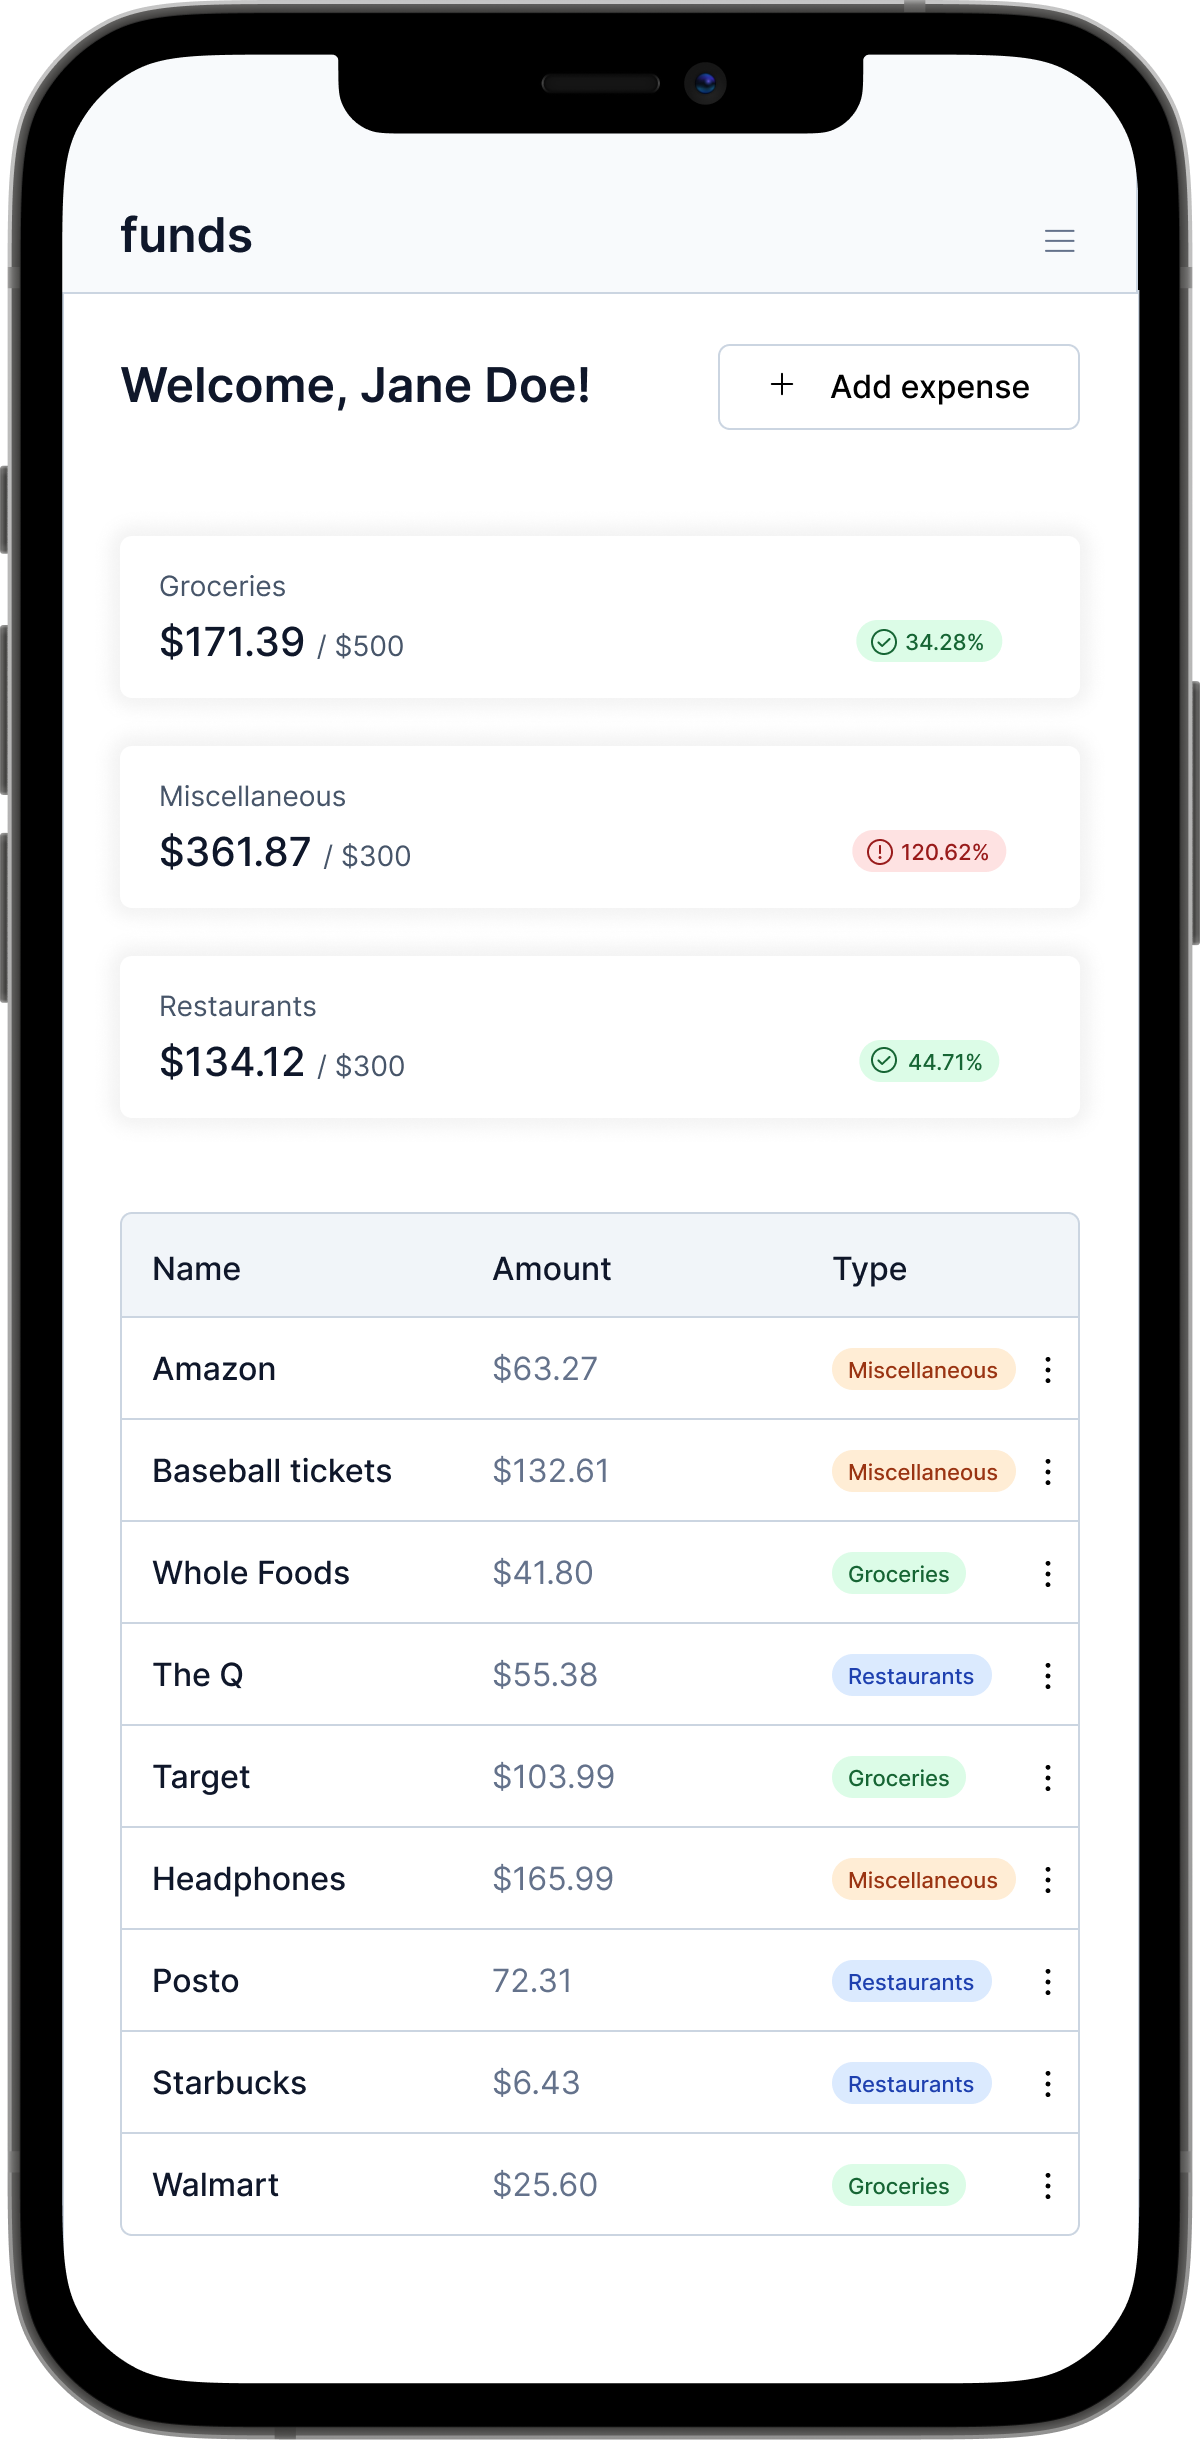 funds
Welcome, Jane Doe!
+ Add expense
Groceries
$171.39 / $500
34.28%
Miscellaneous
$361.87 / $300
120.62%
Restaurants
$134.12 / $300
44.71%
Name Amount Type
Amazon $63.27 Miscellaneous
Baseball tickets $132.61 Miscellaneous
Whole Foods $41.80 Groceries
The Q $55.38 Restaurants
Target $103.99 Groceries
Headphones $165.99 Miscellaneous
Posto 72.31 Restaurants
Starbucks $6.43 Restaurants
Walmart $25.60 Groceries